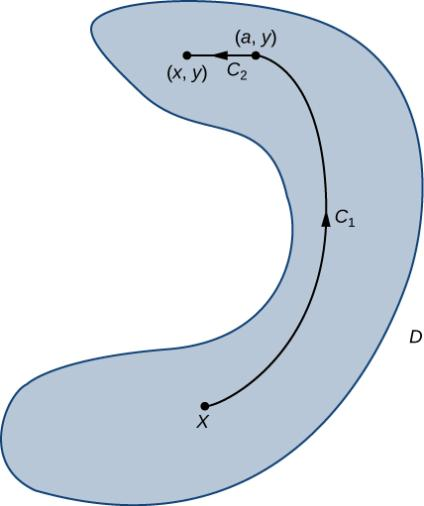 (a, y)
(x, y)
C₂
C₁
D
X